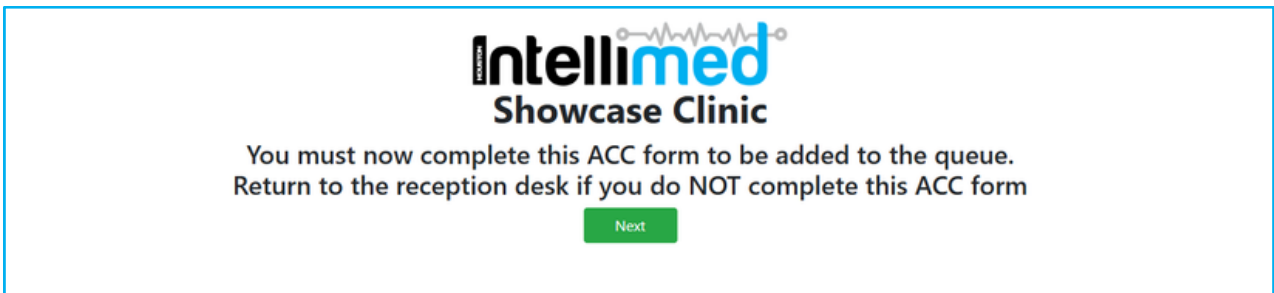 HOUSTON
Intellimed
Showcase Clinic
You must now complete this ACC form to be added to the queue.
Return to the reception desk if you do NOT complete this ACC form
Next